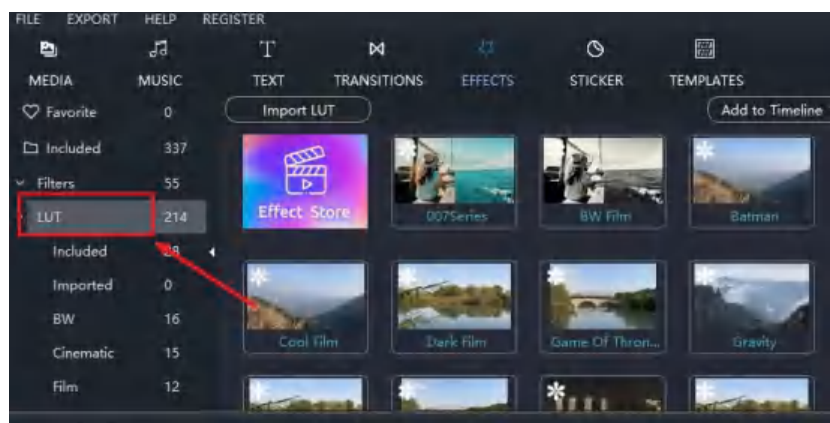 FILE EXPORT HELP REGISTER
MEDIA MUSIC TEXT TRANSITIONS EFFECTS STICKER TEMPLATES
Favorite 0
Import LUT
Add to Timeline
Included 337
Filters 55
LUT 214
Included
Imported 0
BW 16
Cinematic 15
Film 12
Effect Store
007Series
BW Film
Batman
Cool Film
Dark Film
Game Of Thron...
Gravity